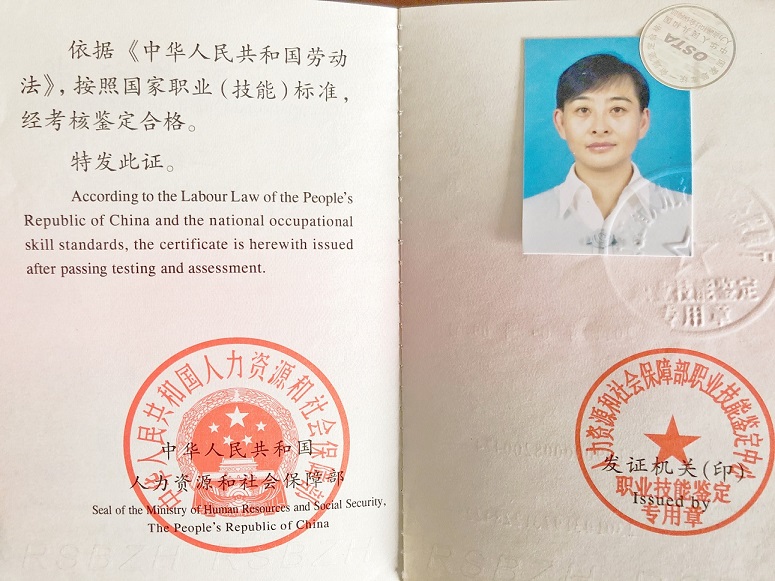 依据《中华人民共和国劳动
法》,按照国家职业(技能)标准,
经考核鉴定合格。
特发此证。
According to the Labour Law of the People's
Republic of China and the national occupational
skill standards, the certificate is herewith issued
after passing testing and assessment.
中华人民共和国人力资源和社会保障部
中华人民共和国
人力资源和社会保障部
Seal of the Ministry of Human Resources and Social Security,
The People's Republic of China
RSBZH RSBZH
OSTA
职业技能鉴定
专用章
人力资源和社会保障部职业技能鉴定中心
发证机关(印)
Issued by
职业技能鉴定
专用章